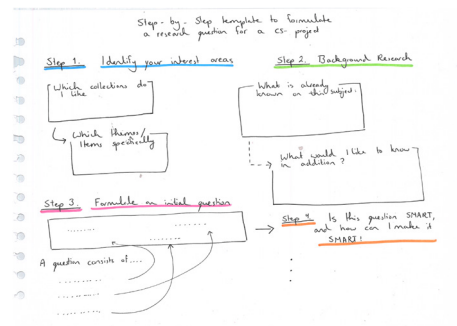 Step-by-Step template to formulate
a research question for a CS-project
Step 1. Identify your interest areas
Which collections do
I like
Which themes/
Items specifically
Step 2. Background Research
What is already
known on this subject.
What would I like to know
in addition?
Step 3. Formulate an initial question
.........
.........
.........
A question consists of....
.........
.........
.........
Step 4. Is this question SMART,
and how can I make it
SMART!